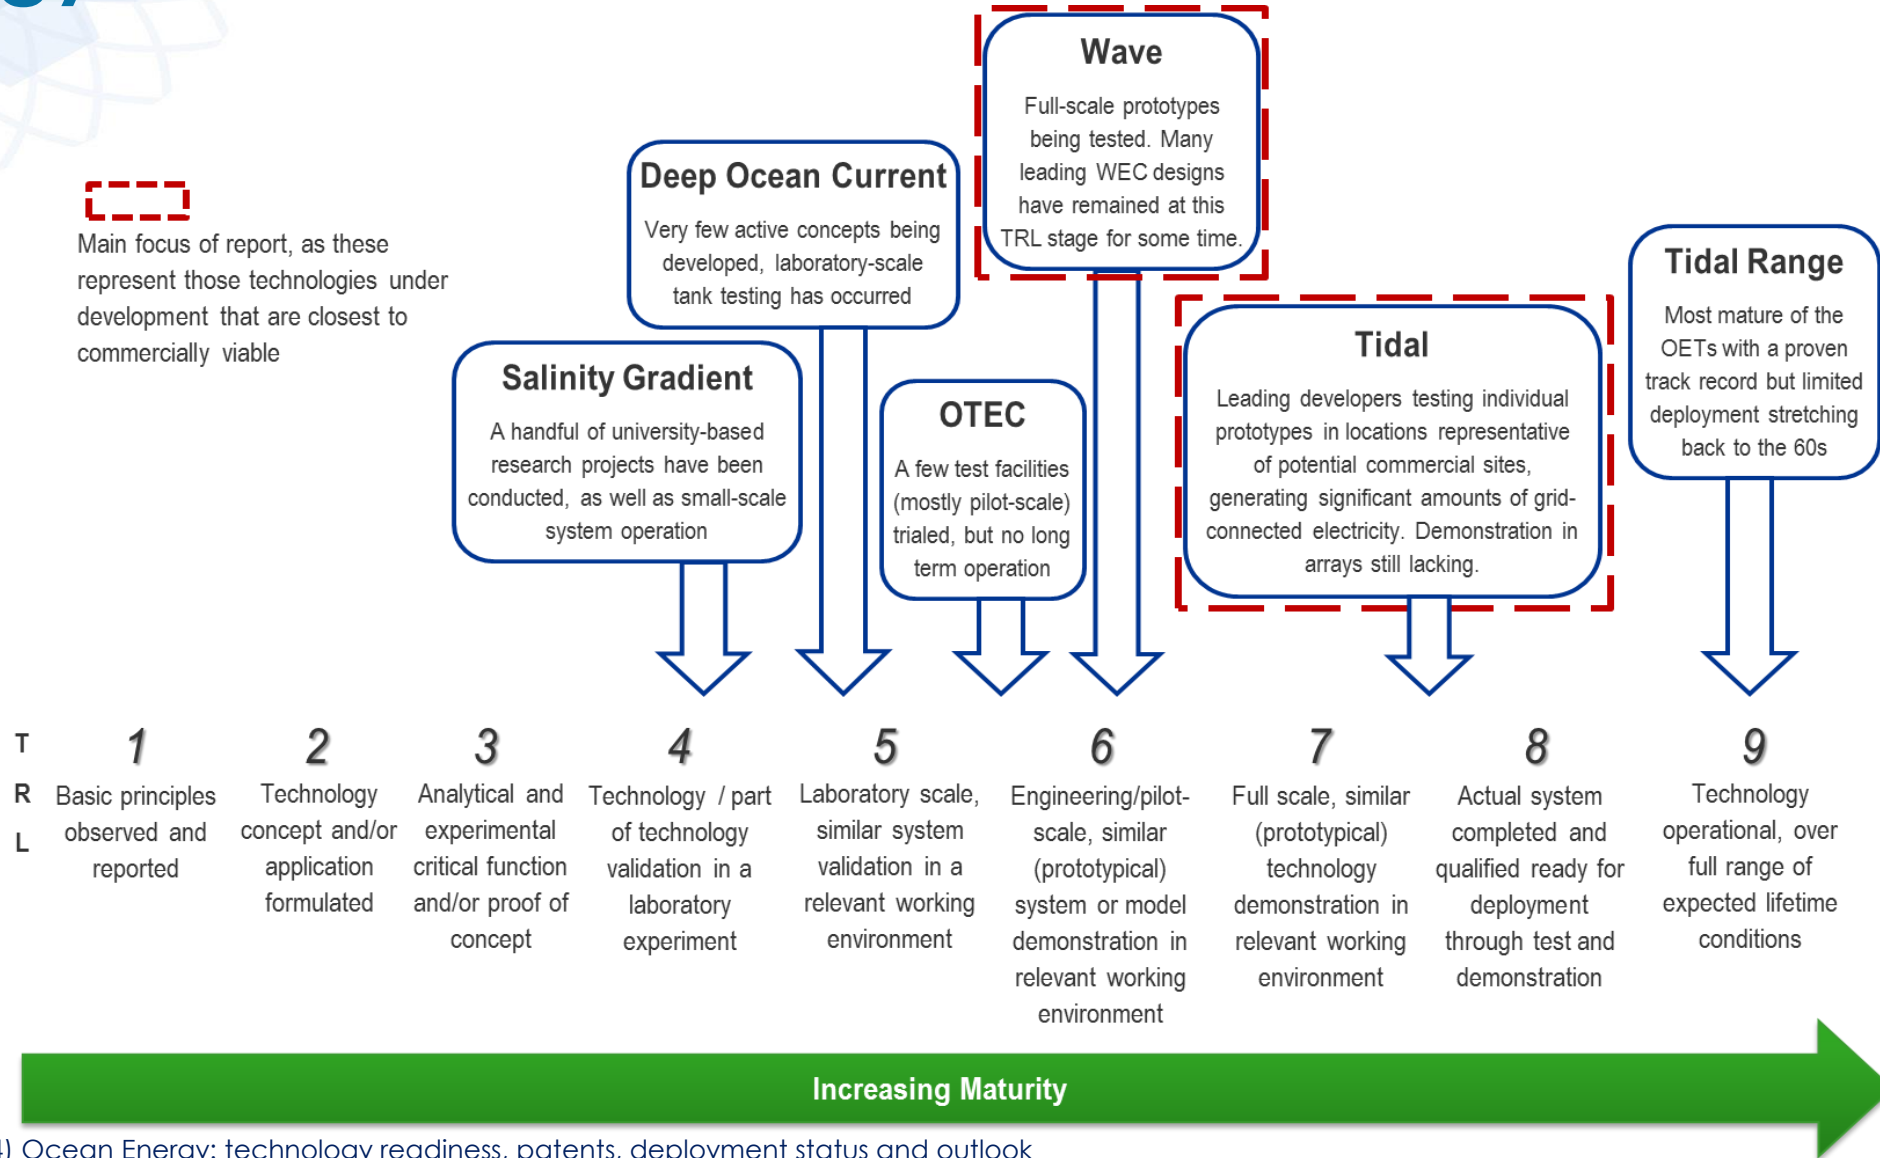 Wave
Full-scale prototypes
being tested. Many
leading WEC designs
have remained at this
TRL stage for some time.
Deep Ocean Current
Very few active concepts being
developed, laboratory-scale
tank testing has occurred
Main focus of report, as these
represent those technologies under
development that are closest to
commercially viable
Tidal Range
Most mature of the
OETs with a proven
track record but limited
deployment stretching
back to the 60s
Tidal
Leading developers testing individual
prototypes in locations representative
of potential commercial sites,
generating significant amounts of grid-
connected electricity. Demonstration in
arrays still lacking.
Salinity Gradient
A handful of university-based
research projects have been
conducted, as well as small-scale
system operation
OTEC
A few test facilities
(mostly pilot-scale)
trialed, but no long
term operation
T
R
L
1
Basic principles
observed and
reported
2
Technology
concept and/or
application
formulated
3
Analytical and
experimental
critical function
and/or proof of
concept
4
Technology / part
of technology
validation in a
laboratory
experiment
5
Laboratory scale,
similar system
validation in a
relevant working
environment
6
Engineering/pilot-
scale, similar
(prototypical)
system or model
demonstration in
relevant working
environment
7
Full scale, similar
(prototypical)
technology
demonstration in
relevant working
environment
8
Actual system
completed and
qualified ready for
deployment
through test and
demonstration
9
Technology
operational, over
full range of
expected lifetime
conditions
Increasing Maturity
) Ocean Energy: technology readiness, patents, deployment status and outlook